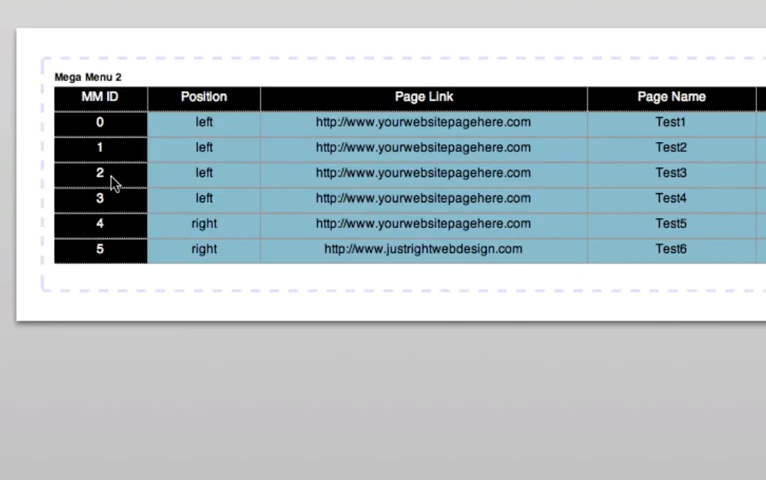 Mega Menu 2
MM ID Position Page Link Page Name
0 left http://www.yourwebsitepagehere.com Test1
1 left http://www.yourwebsitepagehere.com Test2
2 left http://www.yourwebsitepagehere.com Test3
3 left http://www.yourwebsitepagehere.com Test4
4 right http://www.yourwebsitepagehere.com Test5
5 right http://www.justrightwebdesign.com Test6